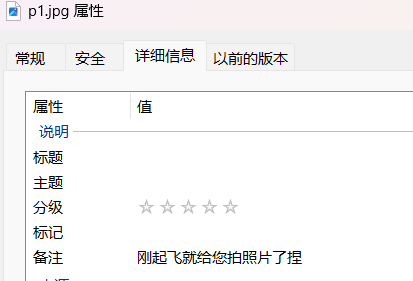 p1.jpg 属性
常规 安全 详细信息 以前的版本
属性 值
说明
标题
主题
分级
标记
备注 刚起飞就给您拍照片了捏